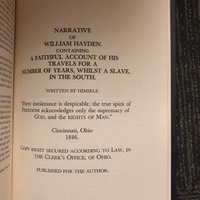 NARRATIVE
OF
WILLIAM HAYDEN,
CONTAINING
A FAITHFUL ACCOUNT OF HIS
TRAVELS FOR A
NUMBER OF YEARS, WHILST A SLAVE,
IN THE SOUTH.
WRITTEN BY HIMSELF.
"Party intolerance is despicable; the true spirit of
FREEDOM acknowledges only the supremacy
of GOD, and the RIGHTS OF MAN."
Cincinnati, Ohio
1846.
COPY RIGHT SECURED ACCORDING TO LAW, IN
THE CLERK'S OFFICE, OF OHIO.
PUBLISHED FOR THE AUTHOR.